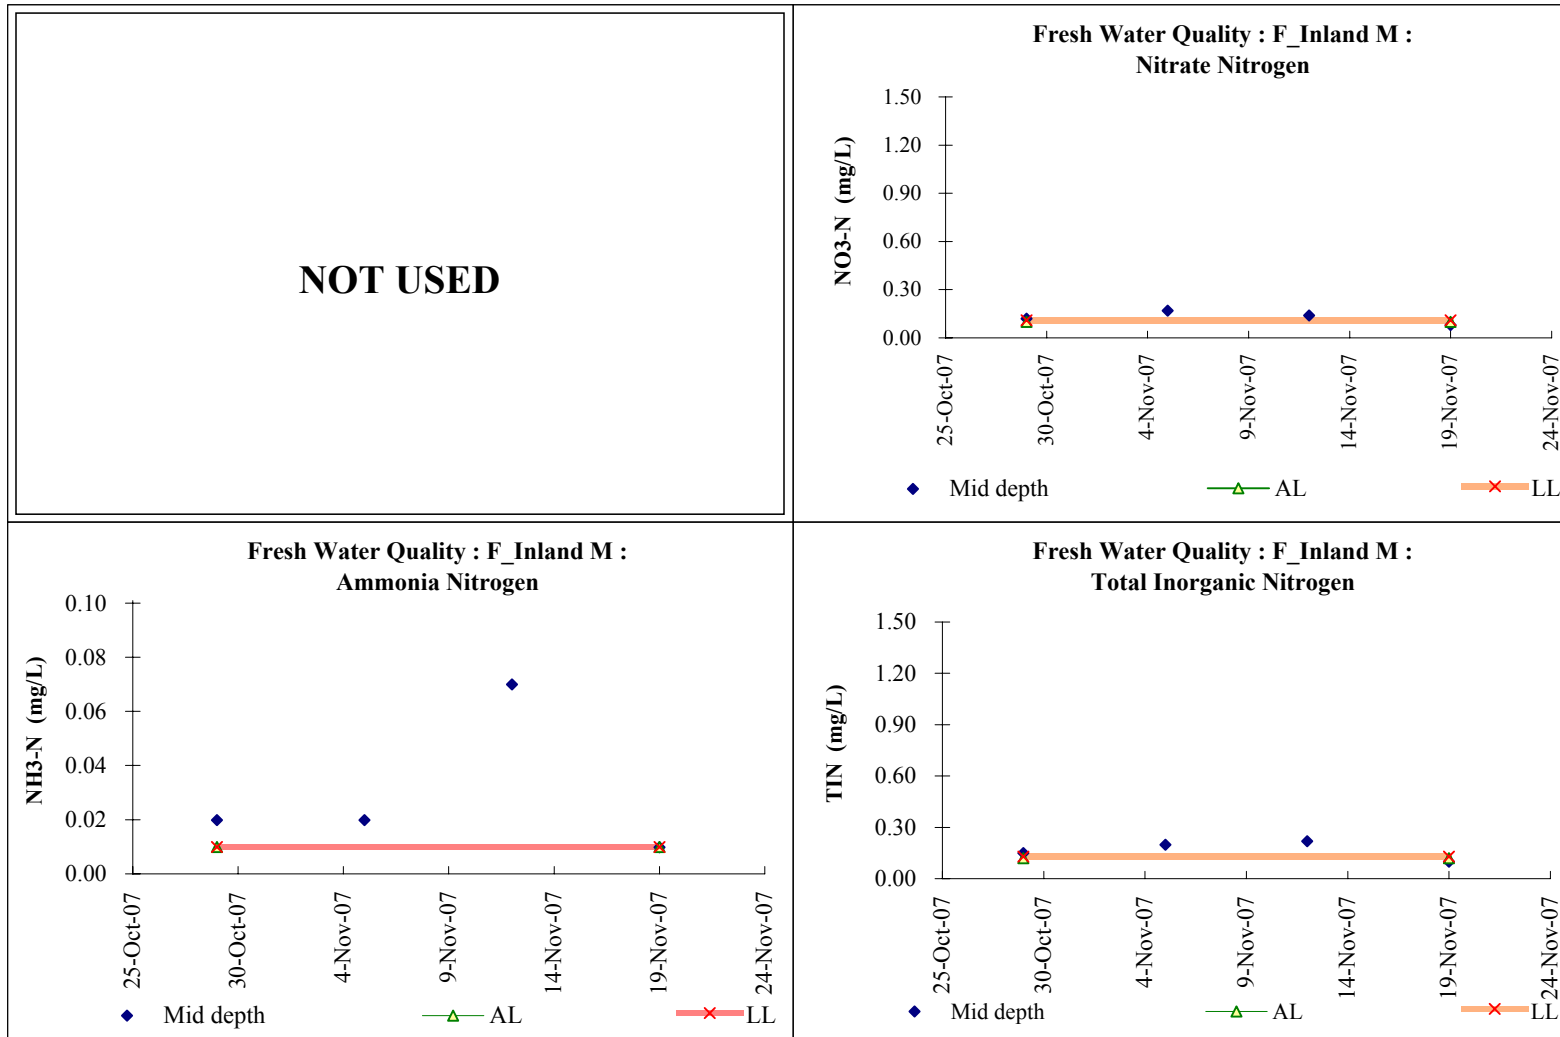 NOT USED
Fresh Water Quality : F_Inland M :
Nitrate Nitrogen
NO3-N (mg/L)
1.50
1.20
0.90
0.60
0.30
0.00
25-Oct-07
30-Oct-07
4-Nov-07
9-Nov-07
14-Nov-07
19-Nov-07
24-Nov-07
Mid depth
AL
LL
Fresh Water Quality : F_Inland M :
Ammonia Nitrogen
NH3-N (mg/L)
0.10
0.08
0.06
0.04
0.02
0.00
25-Oct-07
30-Oct-07
4-Nov-07
9-Nov-07
14-Nov-07
19-Nov-07
24-Nov-07
Mid depth
AL
LL
Fresh Water Quality : F_Inland M :
Total Inorganic Nitrogen
TIN (mg/L)
1.50
1.20
0.90
0.60
0.30
0.00
25-Oct-07
30-Oct-07
4-Nov-07
9-Nov-07
14-Nov-07
19-Nov-07
24-Nov-07
Mid depth
AL
LL